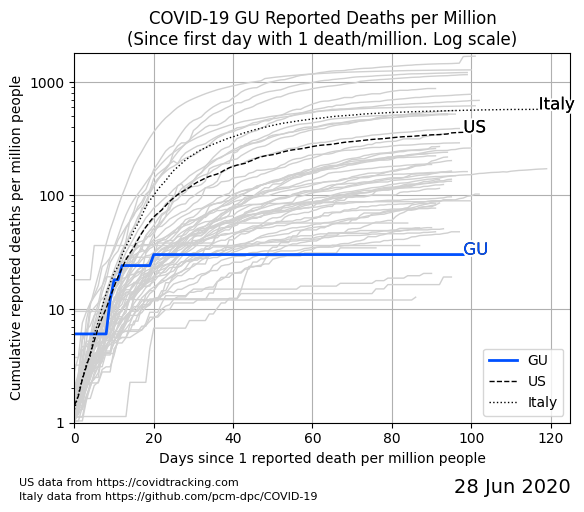 COVID-19 GU Reported Deaths per Million
(Since first day with 1 death/million. Log scale)
Cumulative reported deaths per million people
1000
100
10
1
Italy
US
GU
GU
US
Italy
0 20 40 60 80 100 120
Days since 1 reported death per million people
US data from https://covidtracking.com
Italy data from https://github.com/pcm-dpc/COVID-19
28 Jun 2020